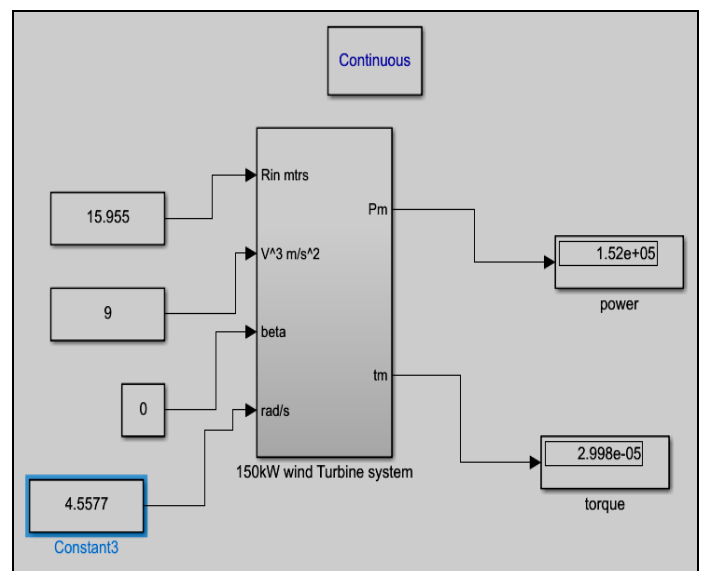 Continuous
Rin mtrs
15.955
Pm
V^3 m/s^2
1.52e+05
power
9
beta
0
tm
rad/s
2.998e-05
150kW wind Turbine system
4.5577
torque
Constant3